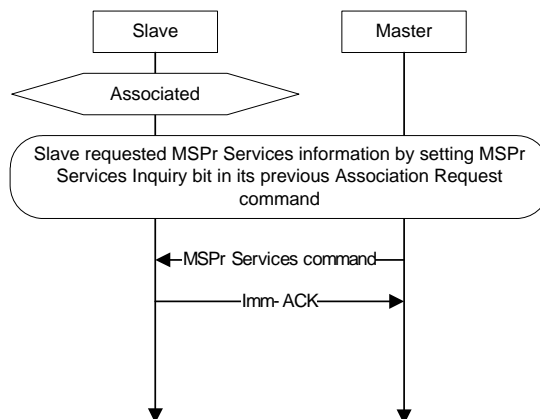 Slave
Master
Associated
Slave requested MSPr Services information by setting MSPr
Services Inquiry bit in its previous Association Request
command
MSPr Services command
Imm- ACK